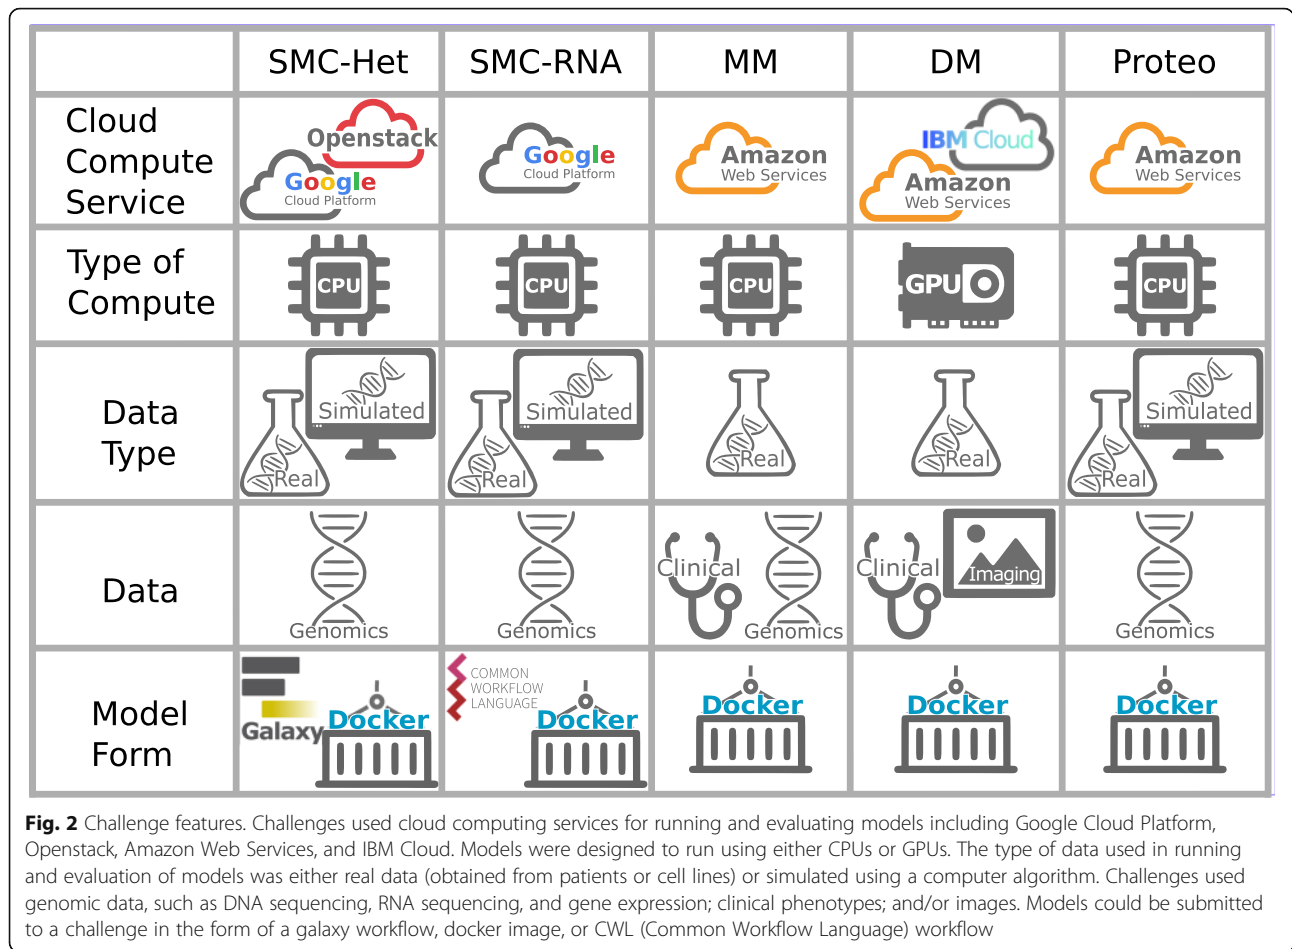 SMC-Het SMC-RNA MM DM Proteo
Cloud
Compute
Service
Openstack
Google
Cloud Platform
Google
Cloud Platform
Amazon
Web Services
IBM Cloud
Amazon
Web Services
Amazon
Web Services
Type of
Compute
CPU CPU CPU GPU CPU
Data
Type
Simulated
Real
Simulated
Real
Real
Real
Simulated
Real
Data
Genomics
Genomics
Clinical
Genomics
Clinical
Imaging
Genomics
Model
Form
Galaxy
Docker
COMMON
WORKFLOW
LANGUAGE
Docker
Docker
Docker
Docker
Fig. 2 Challenge features. Challenges used cloud computing services for running and evaluating models including Google Cloud Platform,
Openstack, Amazon Web Services, and IBM Cloud. Models were designed to run using either CPUs or GPUs. The type of data used in running
and evaluation of models was either real data (obtained from patients or cell lines) or simulated using a computer algorithm. Challenges used
genomic data, such as DNA sequencing, RNA sequencing, and gene expression; clinical phenotypes; and/or images. Models could be submitted
to a challenge in the form of a galaxy workflow, docker image, or CWL (Common Workflow Language) workflow